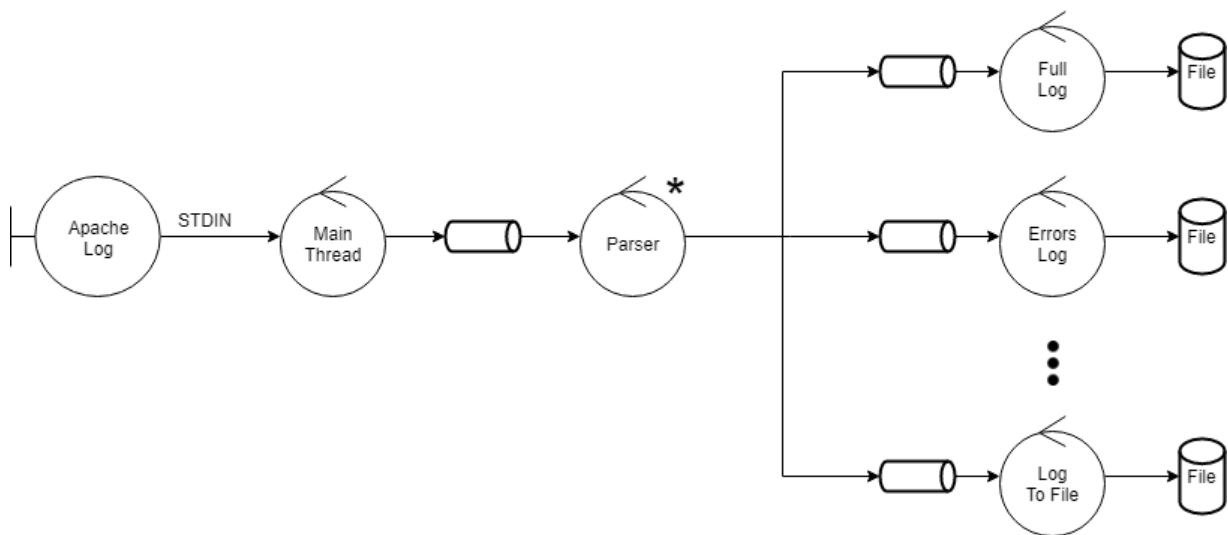 Full
Log
File
Apache
Log
STDIN
Main
Thread
Parser
*
Errors
Log
File
Log
To File
File